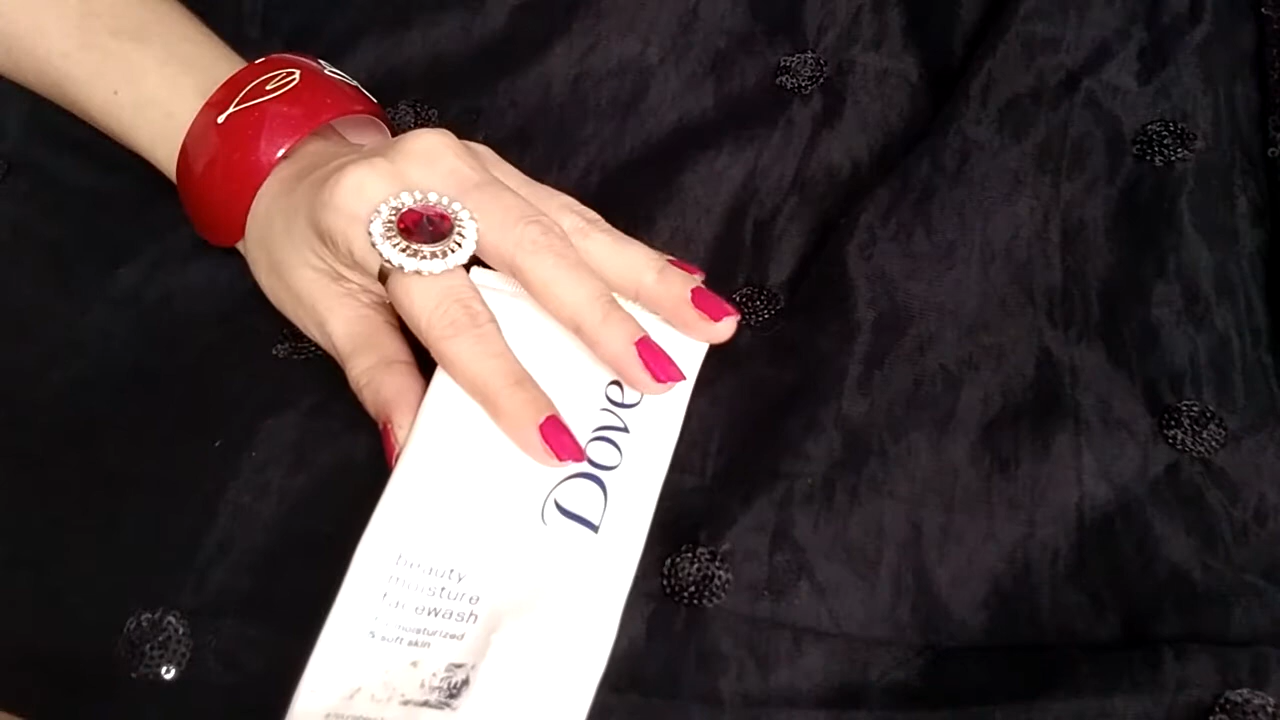 Dove
beauty
moisture
facewash
moisturized
& soft skin